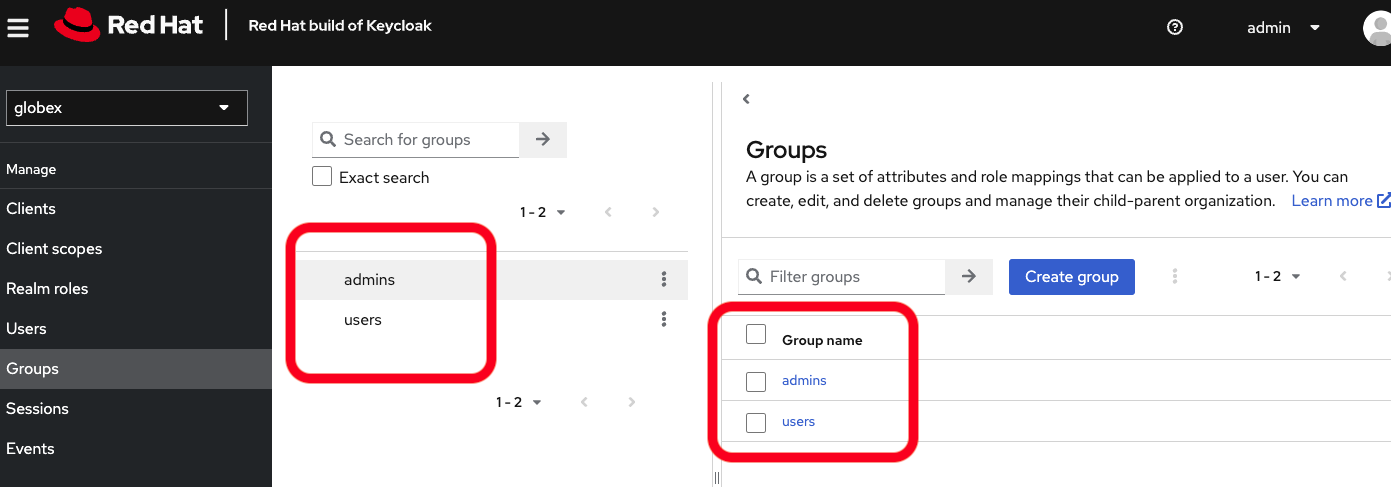 Red Hat
Red Hat build of Keycloak
admin
globex
Manage
Clients
Client scopes
Realm roles
Users
Groups
Sessions
Events
Search for groups
Exact search
1 - 2
admins
users
1 - 2
Groups
A group is a set of attributes and role mappings that can be applied to a user. You can
create, edit, and delete groups and manage their child-parent organization. Learn more
Filter groups
Create group
1 - 2
Group name
admins
users